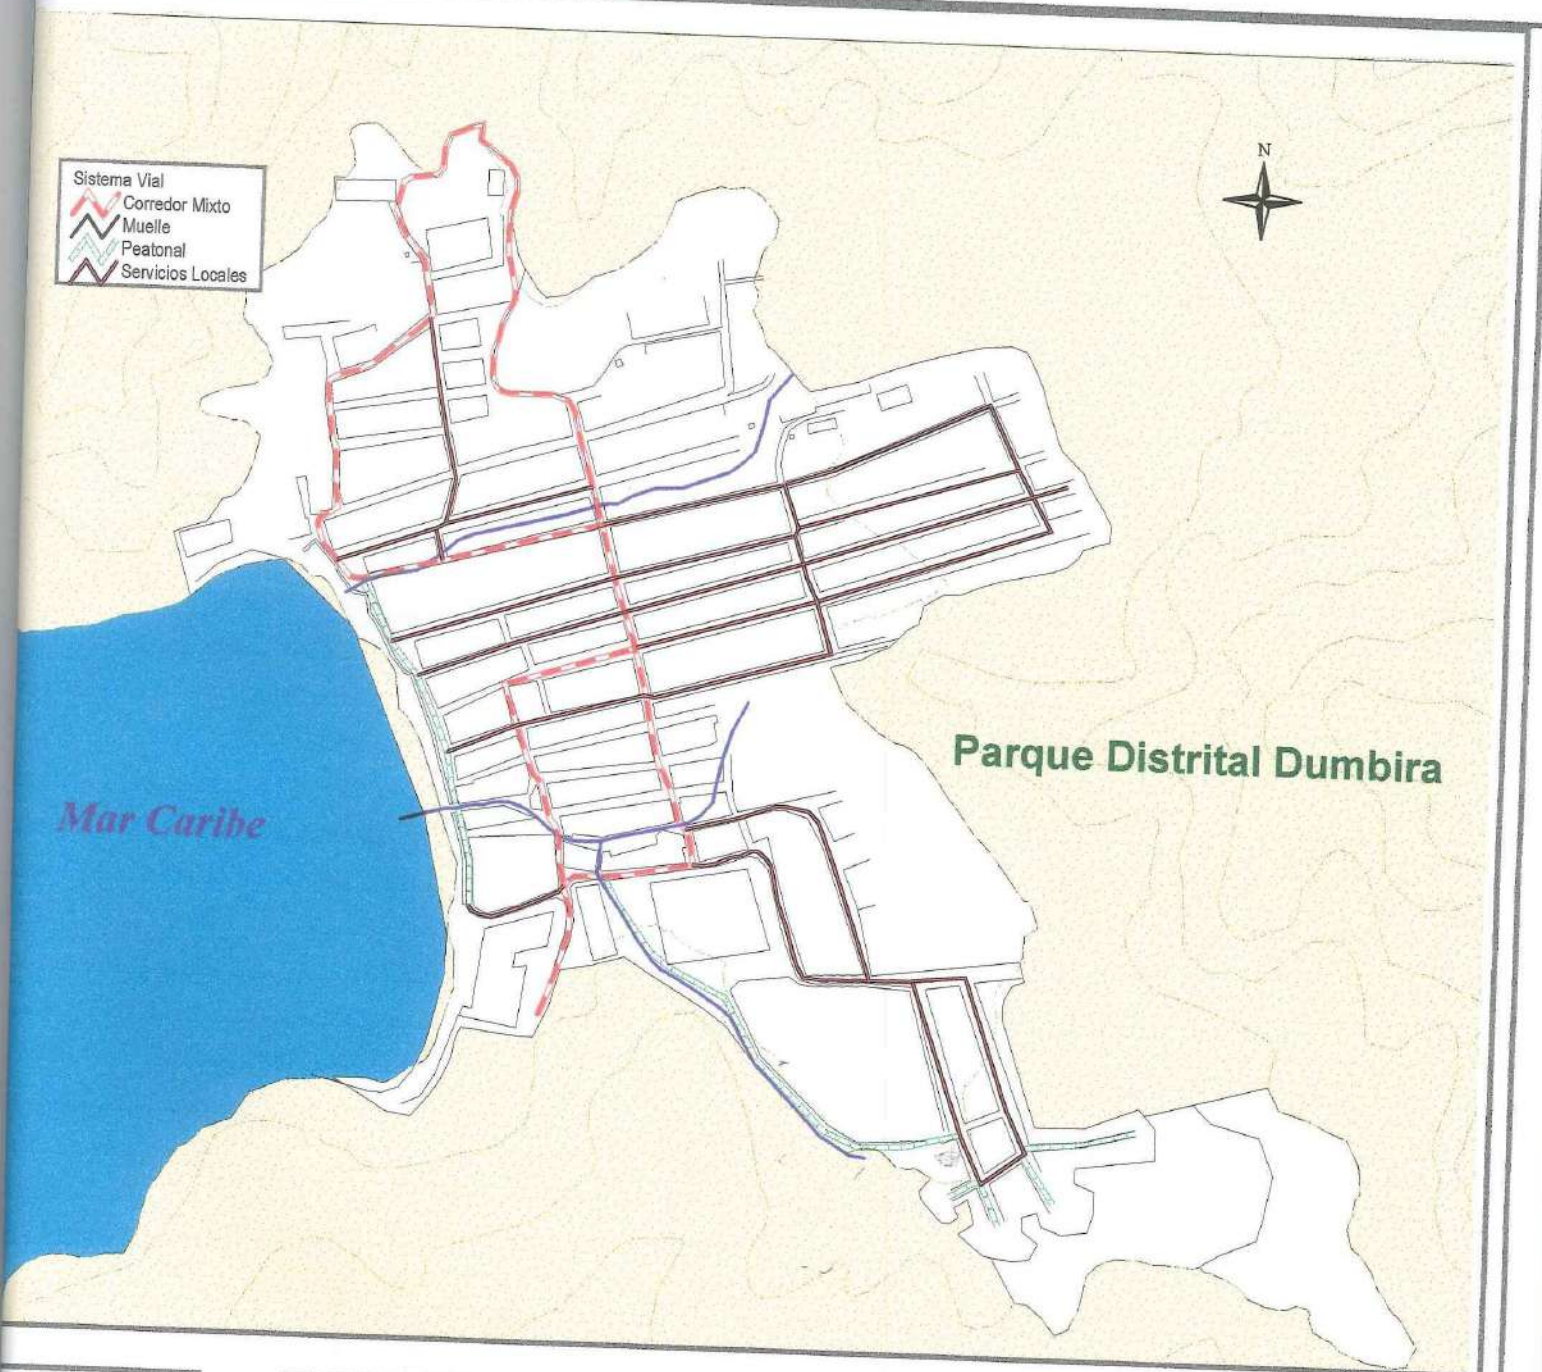 N
Sistema Vial
Corredor Mixto
Muelle
Peatonal
Servicios Locales
Parque Distrital Dumbira
Mar Caribe